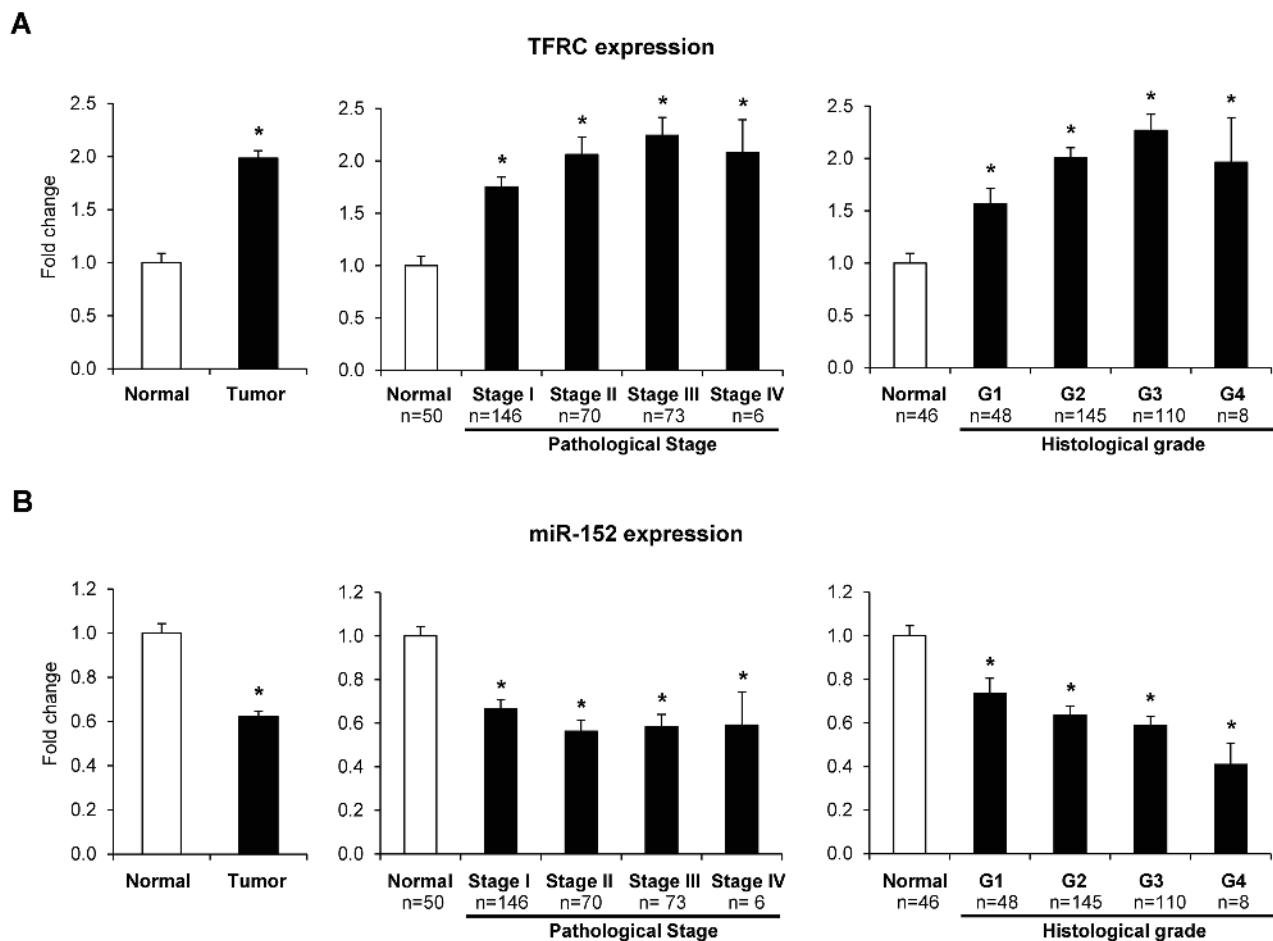 A
TFRC expression
Fold change
2.5
2.0
1.5
1.0
0.5
0.0
Normal Tumor
2.5
2.0
1.5
1.0
0.5
0.0
Normal Stage I Stage II Stage III Stage IV
n=50 n=146 n=70 n=73 n=6
Pathological Stage
2.5
2.0
1.5
1.0
0.5
0.0
Normal G1 G2 G3 G4
n=46 n=48 n=145 n=110 n=8
Histological grade
* * * * * * * * *
B
miR-152 expression
Fold change
1.2
1.0
0.8
0.6
0.4
0.2
0.0
Normal Tumor
1.2
1.0
0.8
0.6
0.4
0.2
0.0
Normal Stage I Stage II Stage III Stage IV
n=50 n=146 n=70 n=73 n= 6
Pathological Stage
1.2
1.0
0.8
0.6
0.4
0.2
0.0
Normal G1 G2 G3 G4
n=46 n=48 n=145 n=110 n=8
Histological grade
* * * * * * * * *